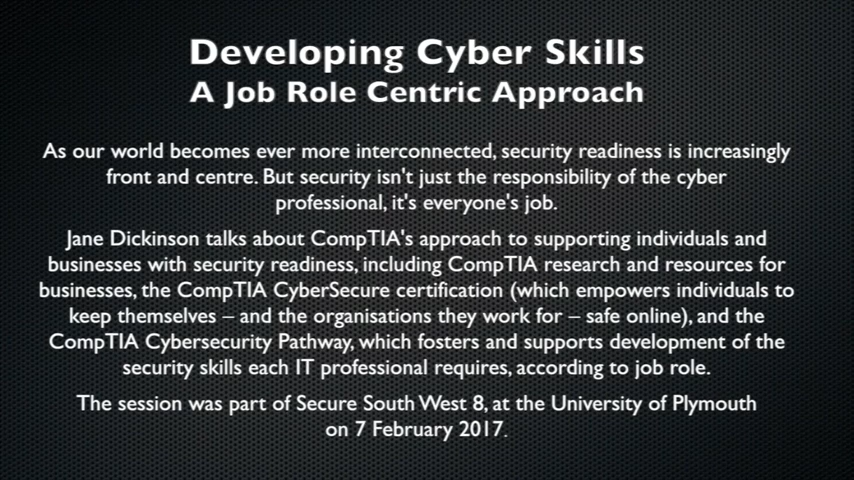 Developing Cyber Skills
A Job Role Centric Approach
As our world becomes ever more interconnected, security readiness is increasingly
front and centre. But security isn't just the responsibility of the cyber
professional, it's everyone's job.
Jane Dickinson talks about CompTIA's approach to supporting individuals and
businesses with security readiness, including CompTIA research and resources for
businesses, the CompTIA CyberSecure certification (which empowers individuals to
keep themselves – and the organisations they work for – safe online), and the
CompTIA Cybersecurity Pathway, which fosters and supports development of the
security skills each IT professional requires, according to job role.
The session was part of Secure South West 8, at the University of Plymouth
on 7 February 2017.